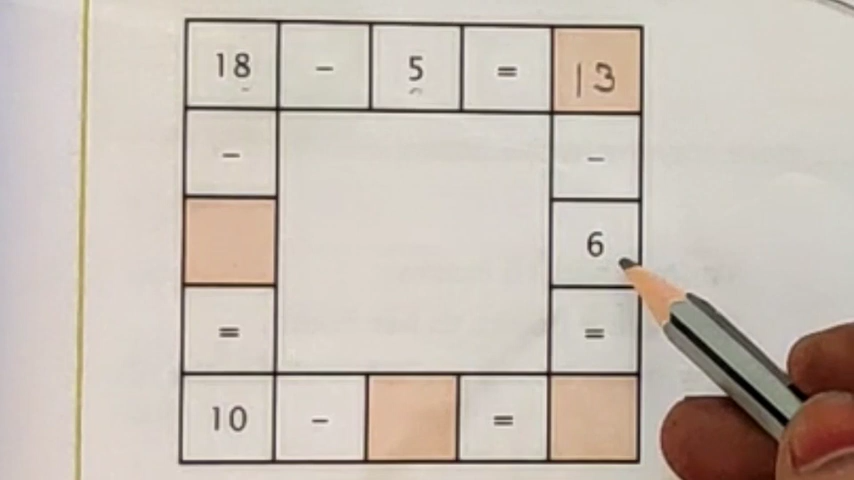 18 - 5 = 13
- -
6
= =
10 - =